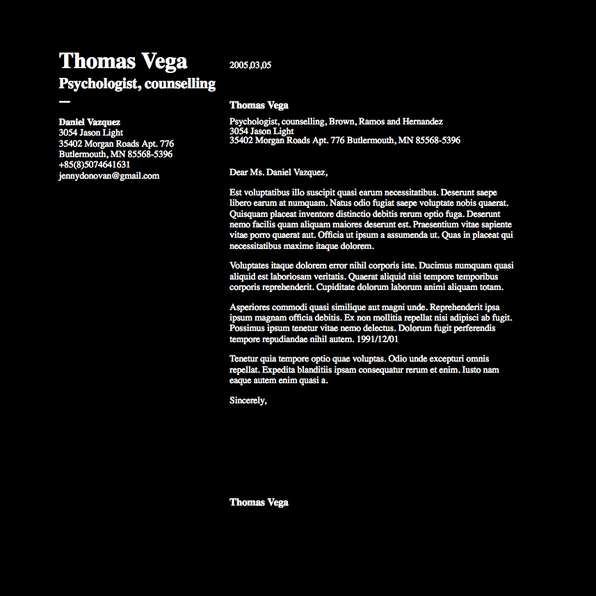 Thomas Vega
Psychologist, counselling
—
Daniel Vazquez
3054 Jason Light
35402 Morgan Roads Apt. 776
Butlermouth, MN 85568-5396
+85(8)5074641631
jennydonovan@gmail.com
2005,03,05
Thomas Vega
Psychologist, counselling, Brown, Ramos and Hernandez
3054 Jason Light
35402 Morgan Roads Apt. 776 Butlermouth, MN 85568-5396
Dear Ms. Daniel Vazquez,
Est voluptatibus illo suscipit quasi earum necessitatibus. Deserunt saepe
libero earum at numquam. Natus odio fugiat saepe voluptate nobis quaerat.
Quisquam placeat inventore distinctio debitis rerum optio fuga. Deserunt
nemo facilis quam aliquam maiores deserunt est. Praesentium vitae sapiente
vitae porro quaerat aut. Officia ut ipsum a assumenda ut. Quas in placeat qui
necessitatibus maxime itaque dolorem.
Voluptates itaque dolorem error nihil corporis iste. Ducimus numquam quasi
aliquid est laboriosam veritatis. Quaerat aliquid nisi tempore temporibus
corporis reprehenderit. Cupiditate dolorum laborum animi aliquam totam.
Asperiores commodi quasi similique aut magni unde. Reprehenderit ipsa
ipsum magnam officia debitis. Ex non mollitia repellat nisi adipisci ab fugit.
Possimus ipsum tenetur vitae nemo delectus. Dolorum fugit perferendis
tempore repudiandae nihil autem. 1991/12/01
Tenetur quia tempore optio quae voluptas. Odio unde excepturi omnis
repellat. Expedita blanditiis ipsam consequatur rerum et enim. Iusto nam
eaque autem enim quasi a.
Sincerely,
Thomas Vega